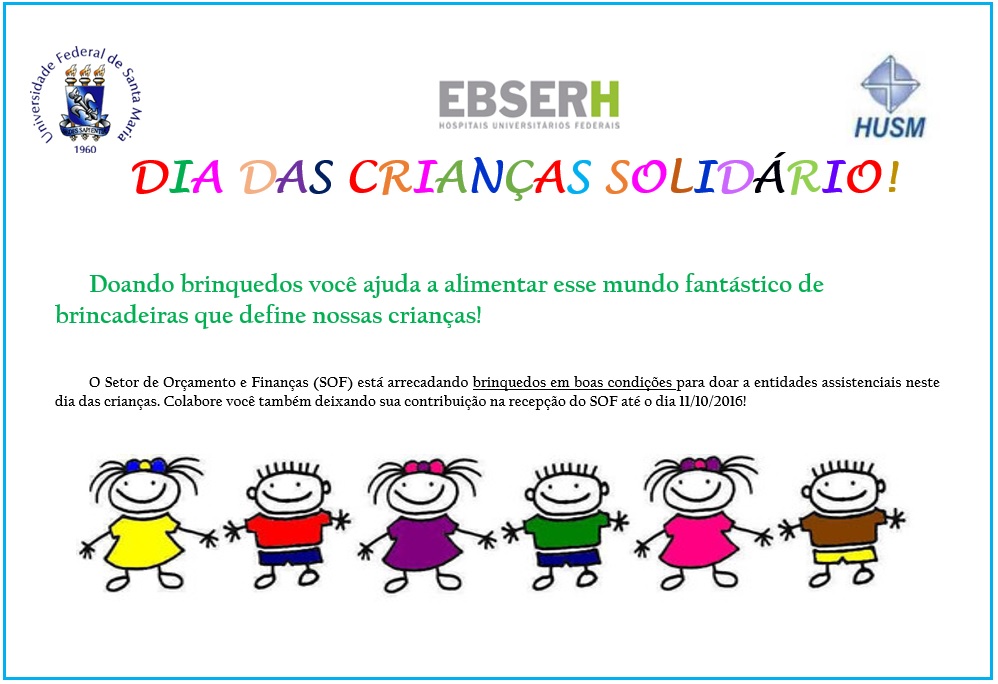 Universidade Federal de Santa Maria
SEDES SAPIENTIAE
1960
EBSERH
HOSPITAIS UNIVERSITÁRIOS FEDERAIS
HUSM
DIA DAS CRIANÇAS SOLIDÁRIO!
Doando brinquedos você ajuda a alimentar esse mundo fantástico de
brincadeiras que define nossas crianças!
O Setor de Orçamento e Finanças (SOF) está arrecadando brinquedos em boas condições para doar a entidades assistenciais neste
dia das crianças. Colabore você também deixando sua contribuição na recepção do SOF até o dia 11/10/2016!